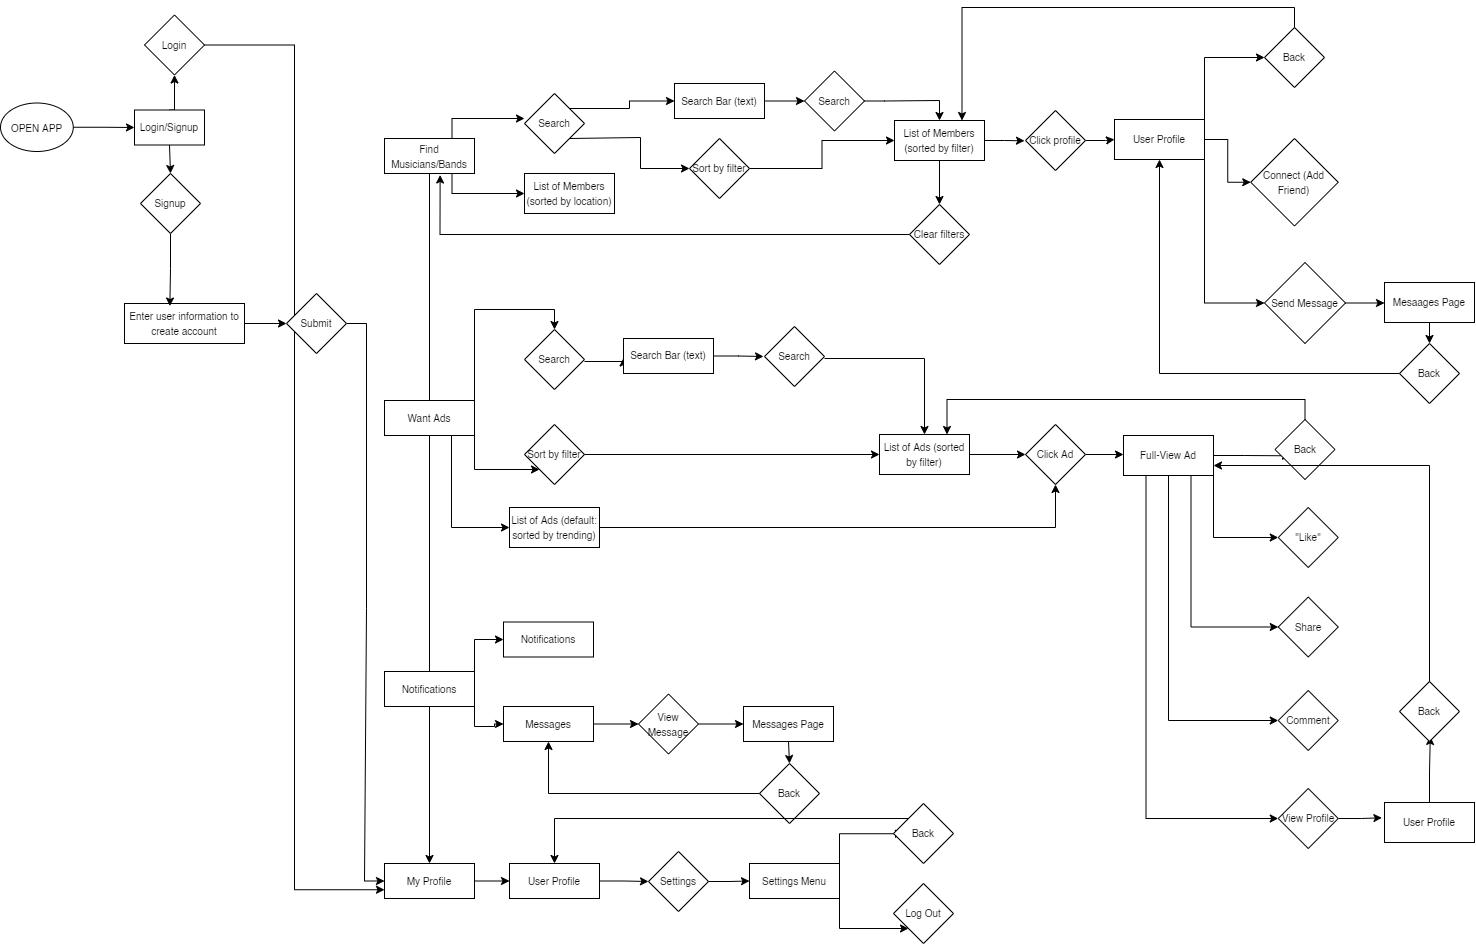 Login
OPEN APP
Login/Signup
Signup
Enter user information to
create account
Submit
Find
Musicians/Bands
Search
Search Bar (text)
Search
Sort by filter
List of Members
(sorted by location)
List of Members
(sorted by filter)
Clear filters
Click profile
User Profile
Back
Connect (Add
Friend)
Send Message
Mesaages Page
Back
Want Ads
Search
Search Bar (text)
Search
Sort by filter
List of Ads (sorted
by filter)
List of Ads (default:
sorted by trending)
Click Ad
Full-View Ad
Back
"Like"
Share
Comment
View Profile
User Profile
Back
Notifications
Notifications
Messages
View
Message
Messages Page
Back
My Profile
User Profile
Settings
Settings Menu
Back
Log Out